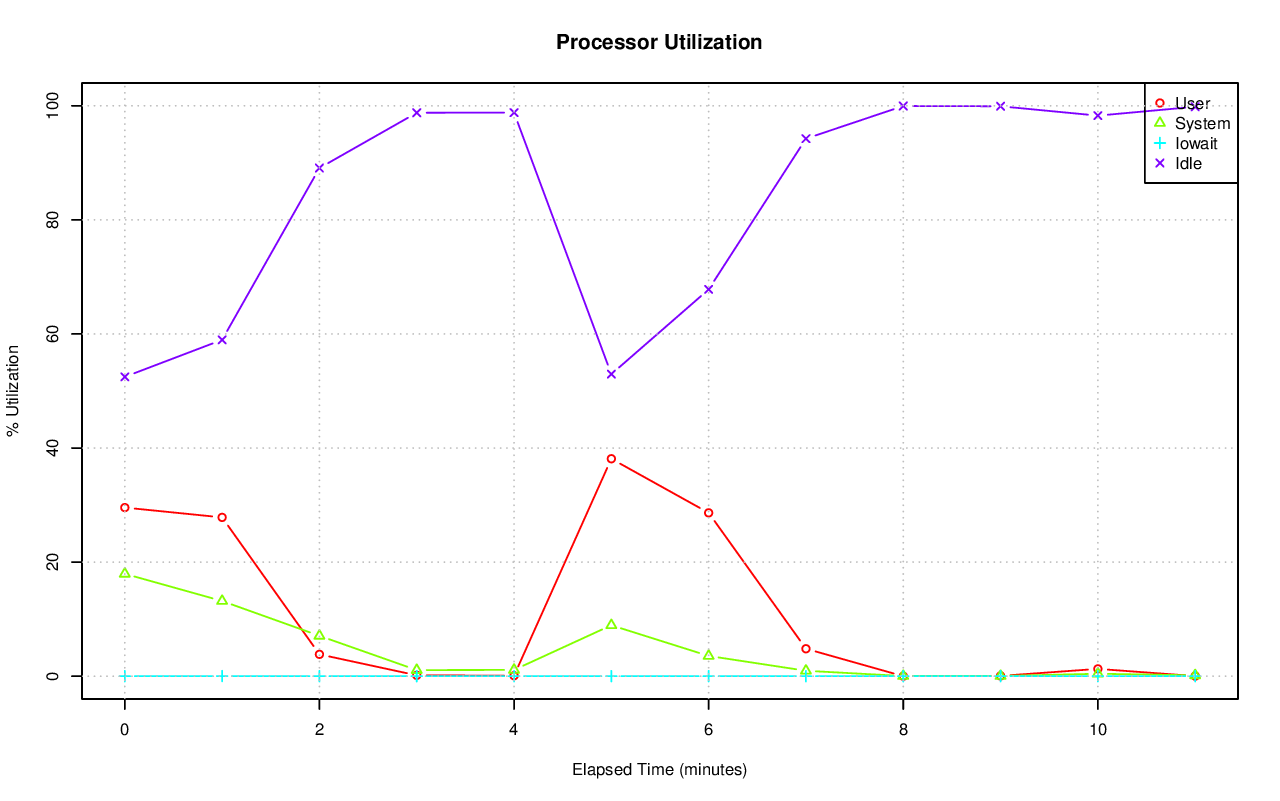 Processor Utilization
% Utilization
100
80
60
40
20
0
User
System
Iowait
Idle
0 2 4 6 8 10
Elapsed Time (minutes)